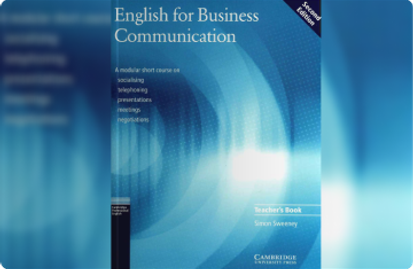 English for Business
Communication
Second
Edition
A modular short course on
socialising
telephoning
presentations
meetings
negotiations
Teacher's Book
Simon Sweeney
CAMBRIDGE
UNIVERSITY PRESS